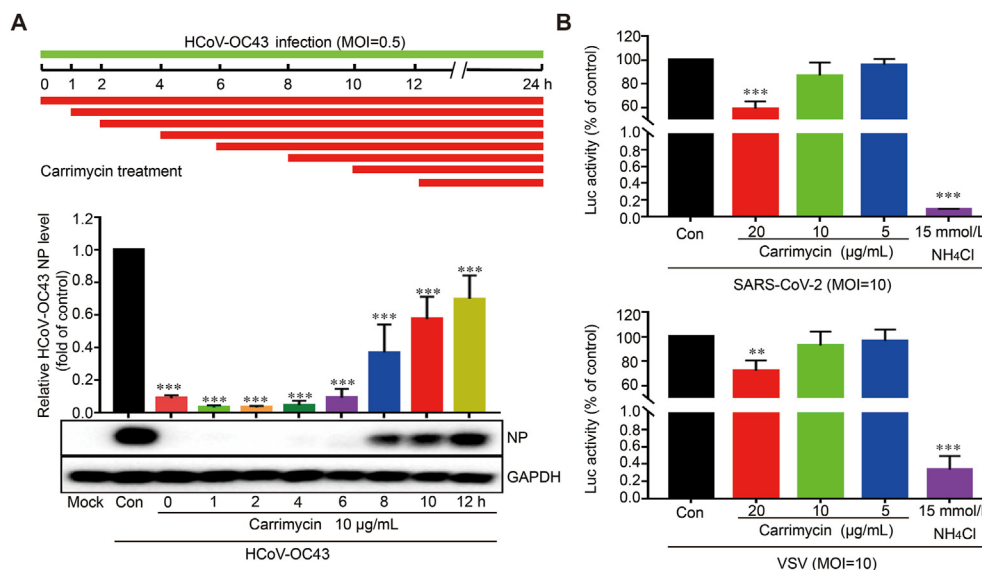 A
HCoV-OC43 infection (MOI=0.5)
0 1 2 4 6 8 10 12 24 h
Carrimycin treatment
Relative HCoV-OC43 NP level
(fold of control)
1.2
1.0
0.8
0.6
0.4
0.2
0.0
*** *** *** *** *** *** *** ***
NP
GAPDH
Mock Con 0 1 2 4 6 8 10 12 h
Carrimycin 10 µg/mL
HCoV-OC43
B
Luc activity (% of control)
120
100
80
60
1.0
0.8
0.6
0.4
0.2
0.0
*** ***
Con 20 10 5 15 mmol/L
Carrimycin (µg/mL) NH4Cl
SARS-CoV-2 (MOI=10)
Luc activity (% of control)
120
100
80
60
1.0
0.8
0.6
0.4
0.2
0.0
** ***
Con 20 10 5 15 mmol/L
Carrimycin (µg/mL) NH4Cl
VSV (MOI=10)